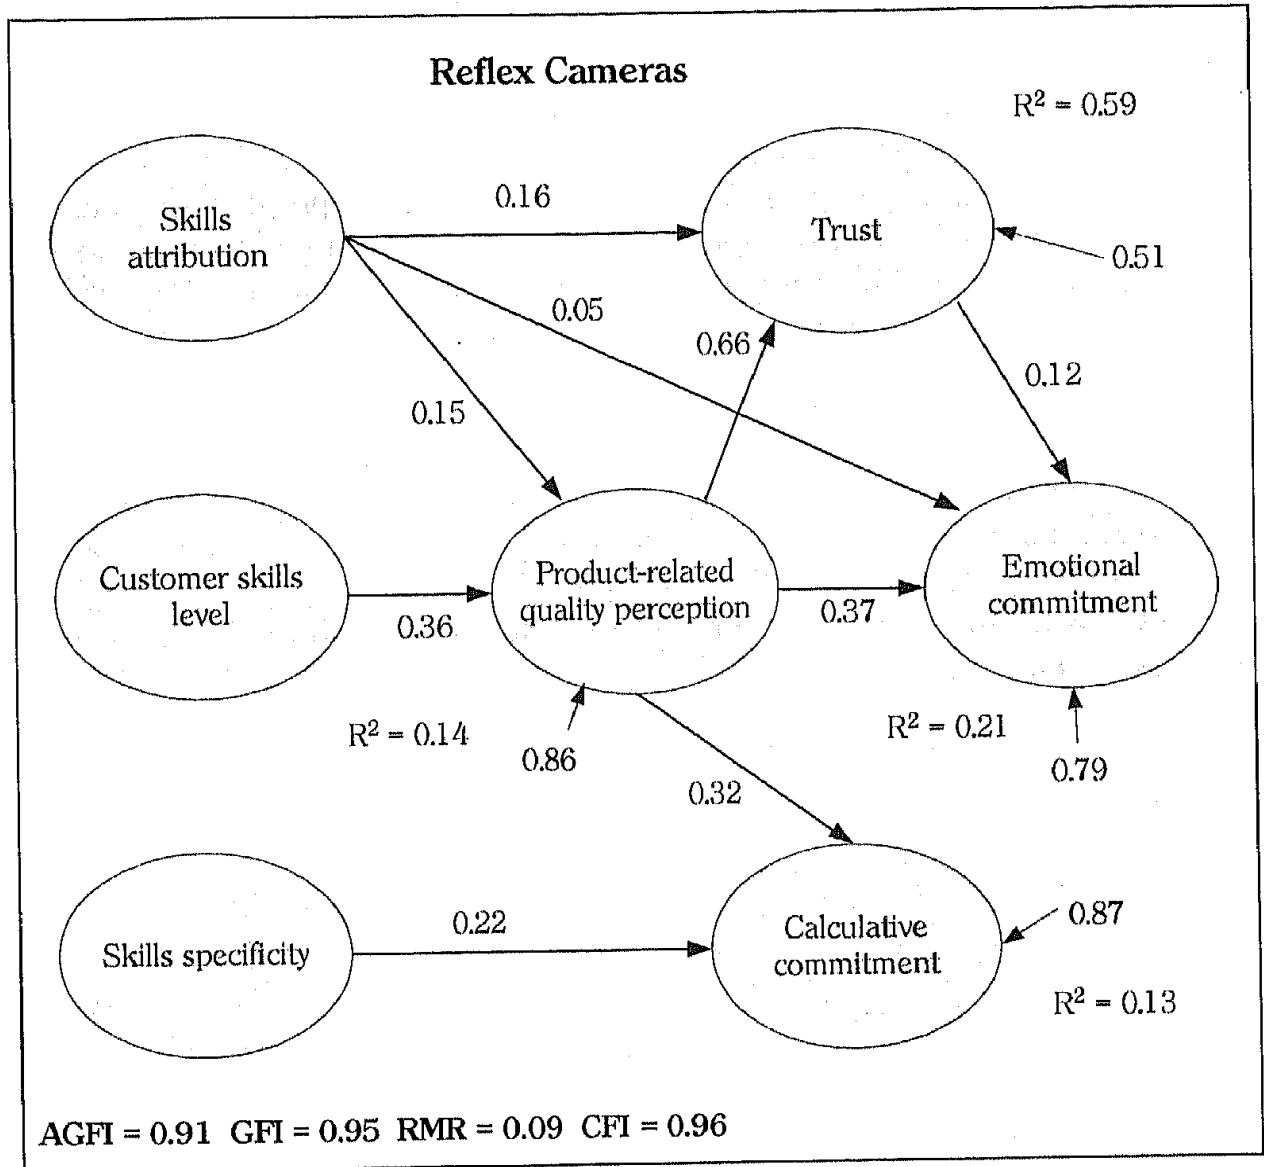 Reflex Cameras
R² = 0.59
Skills
attribution
0.16
Trust
0.51
0.05
0.66
0.12
0.15
Customer skills
level
0.36
Product-related
quality perception
0.37
Emotional
commitment
R² = 0.14
0.86
R² = 0.21
0.79
0.32
Skills specificity
0.22
Calculative
commitment
0.87
R² = 0.13
AGFI = 0.91 GFI = 0.95 RMR = 0.09 CFI = 0.96